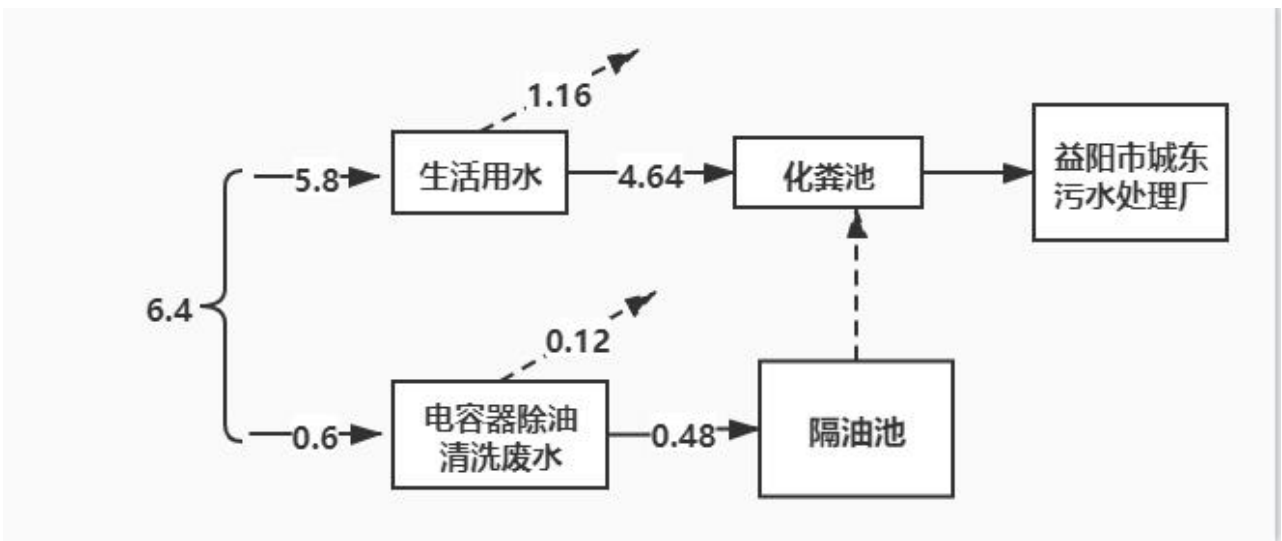 1.16
5.8
生活用水
4.64
化粪池
益阳市城东
污水处理厂
6.4
0.12
0.6
电容器除油
清洗废水
0.48
隔油池